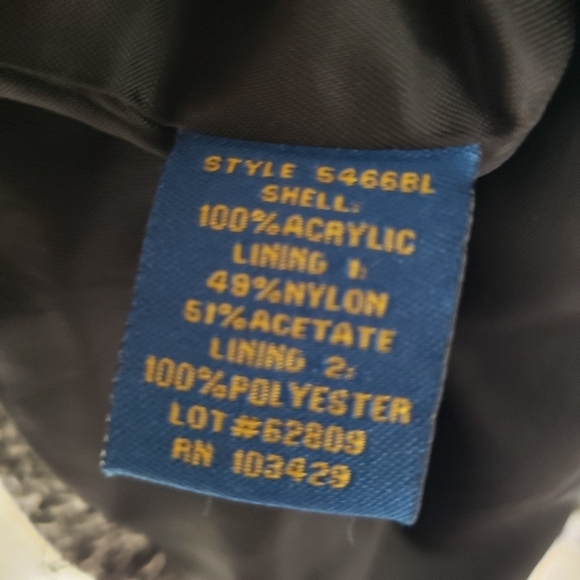 STYLE 5466BL
SHELL:
100%ACRYLIC
LINING 1:
49%NYLON
51%ACETATE
LINING 2:
100%POLYESTER
LOT#62809
RN 103429